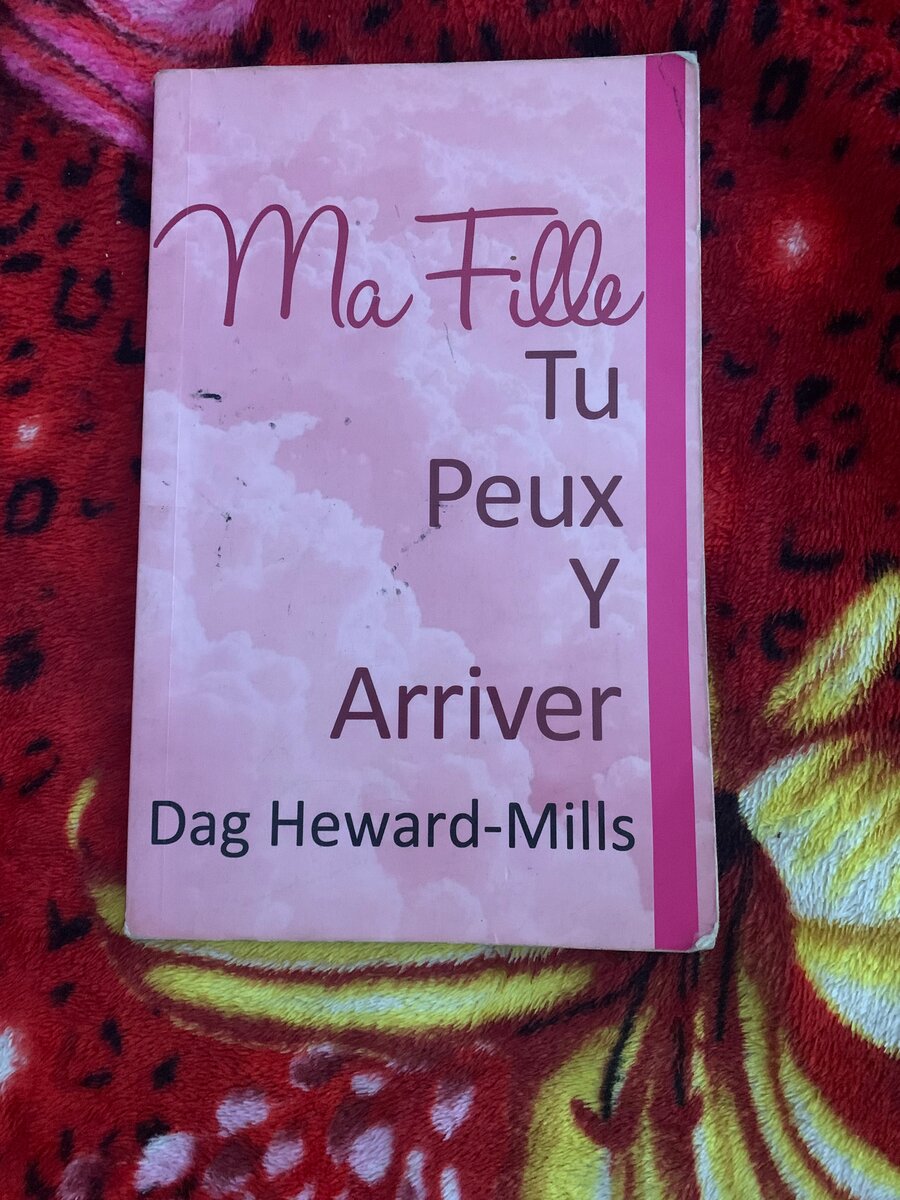 Ma Fille
Tu
Peux
Y
Arriver
Dag Heward-Mills